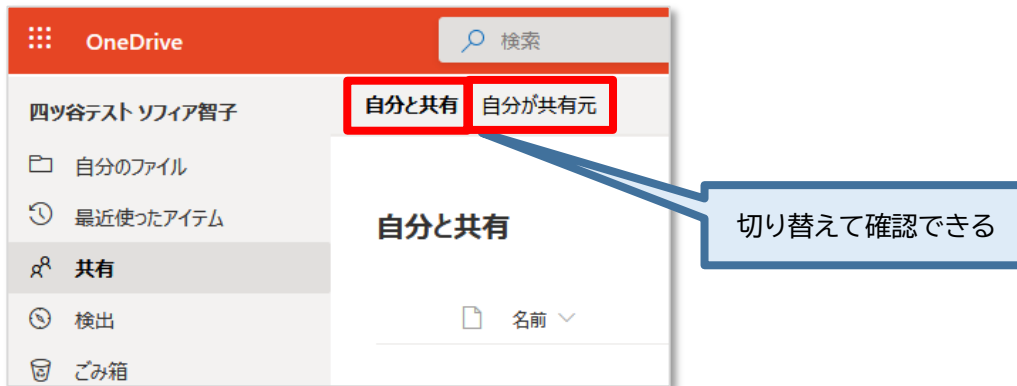 OneDrive
検索
四ツ谷テスト ソフィア智子
自分と共有 自分が共有元
自分のファイル
最近使ったアイテム
自分と共有
切り替えて確認できる
共有
検出
名前
ごみ箱